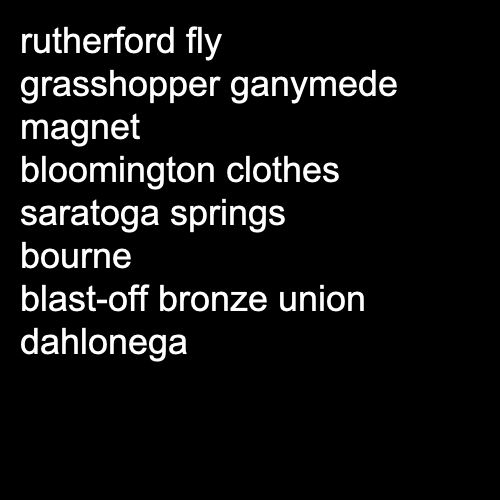 rutherford fly
grasshopper ganymede
magnet
bloomington clothes
saratoga springs
bourne
blast-off bronze union
dahlonega